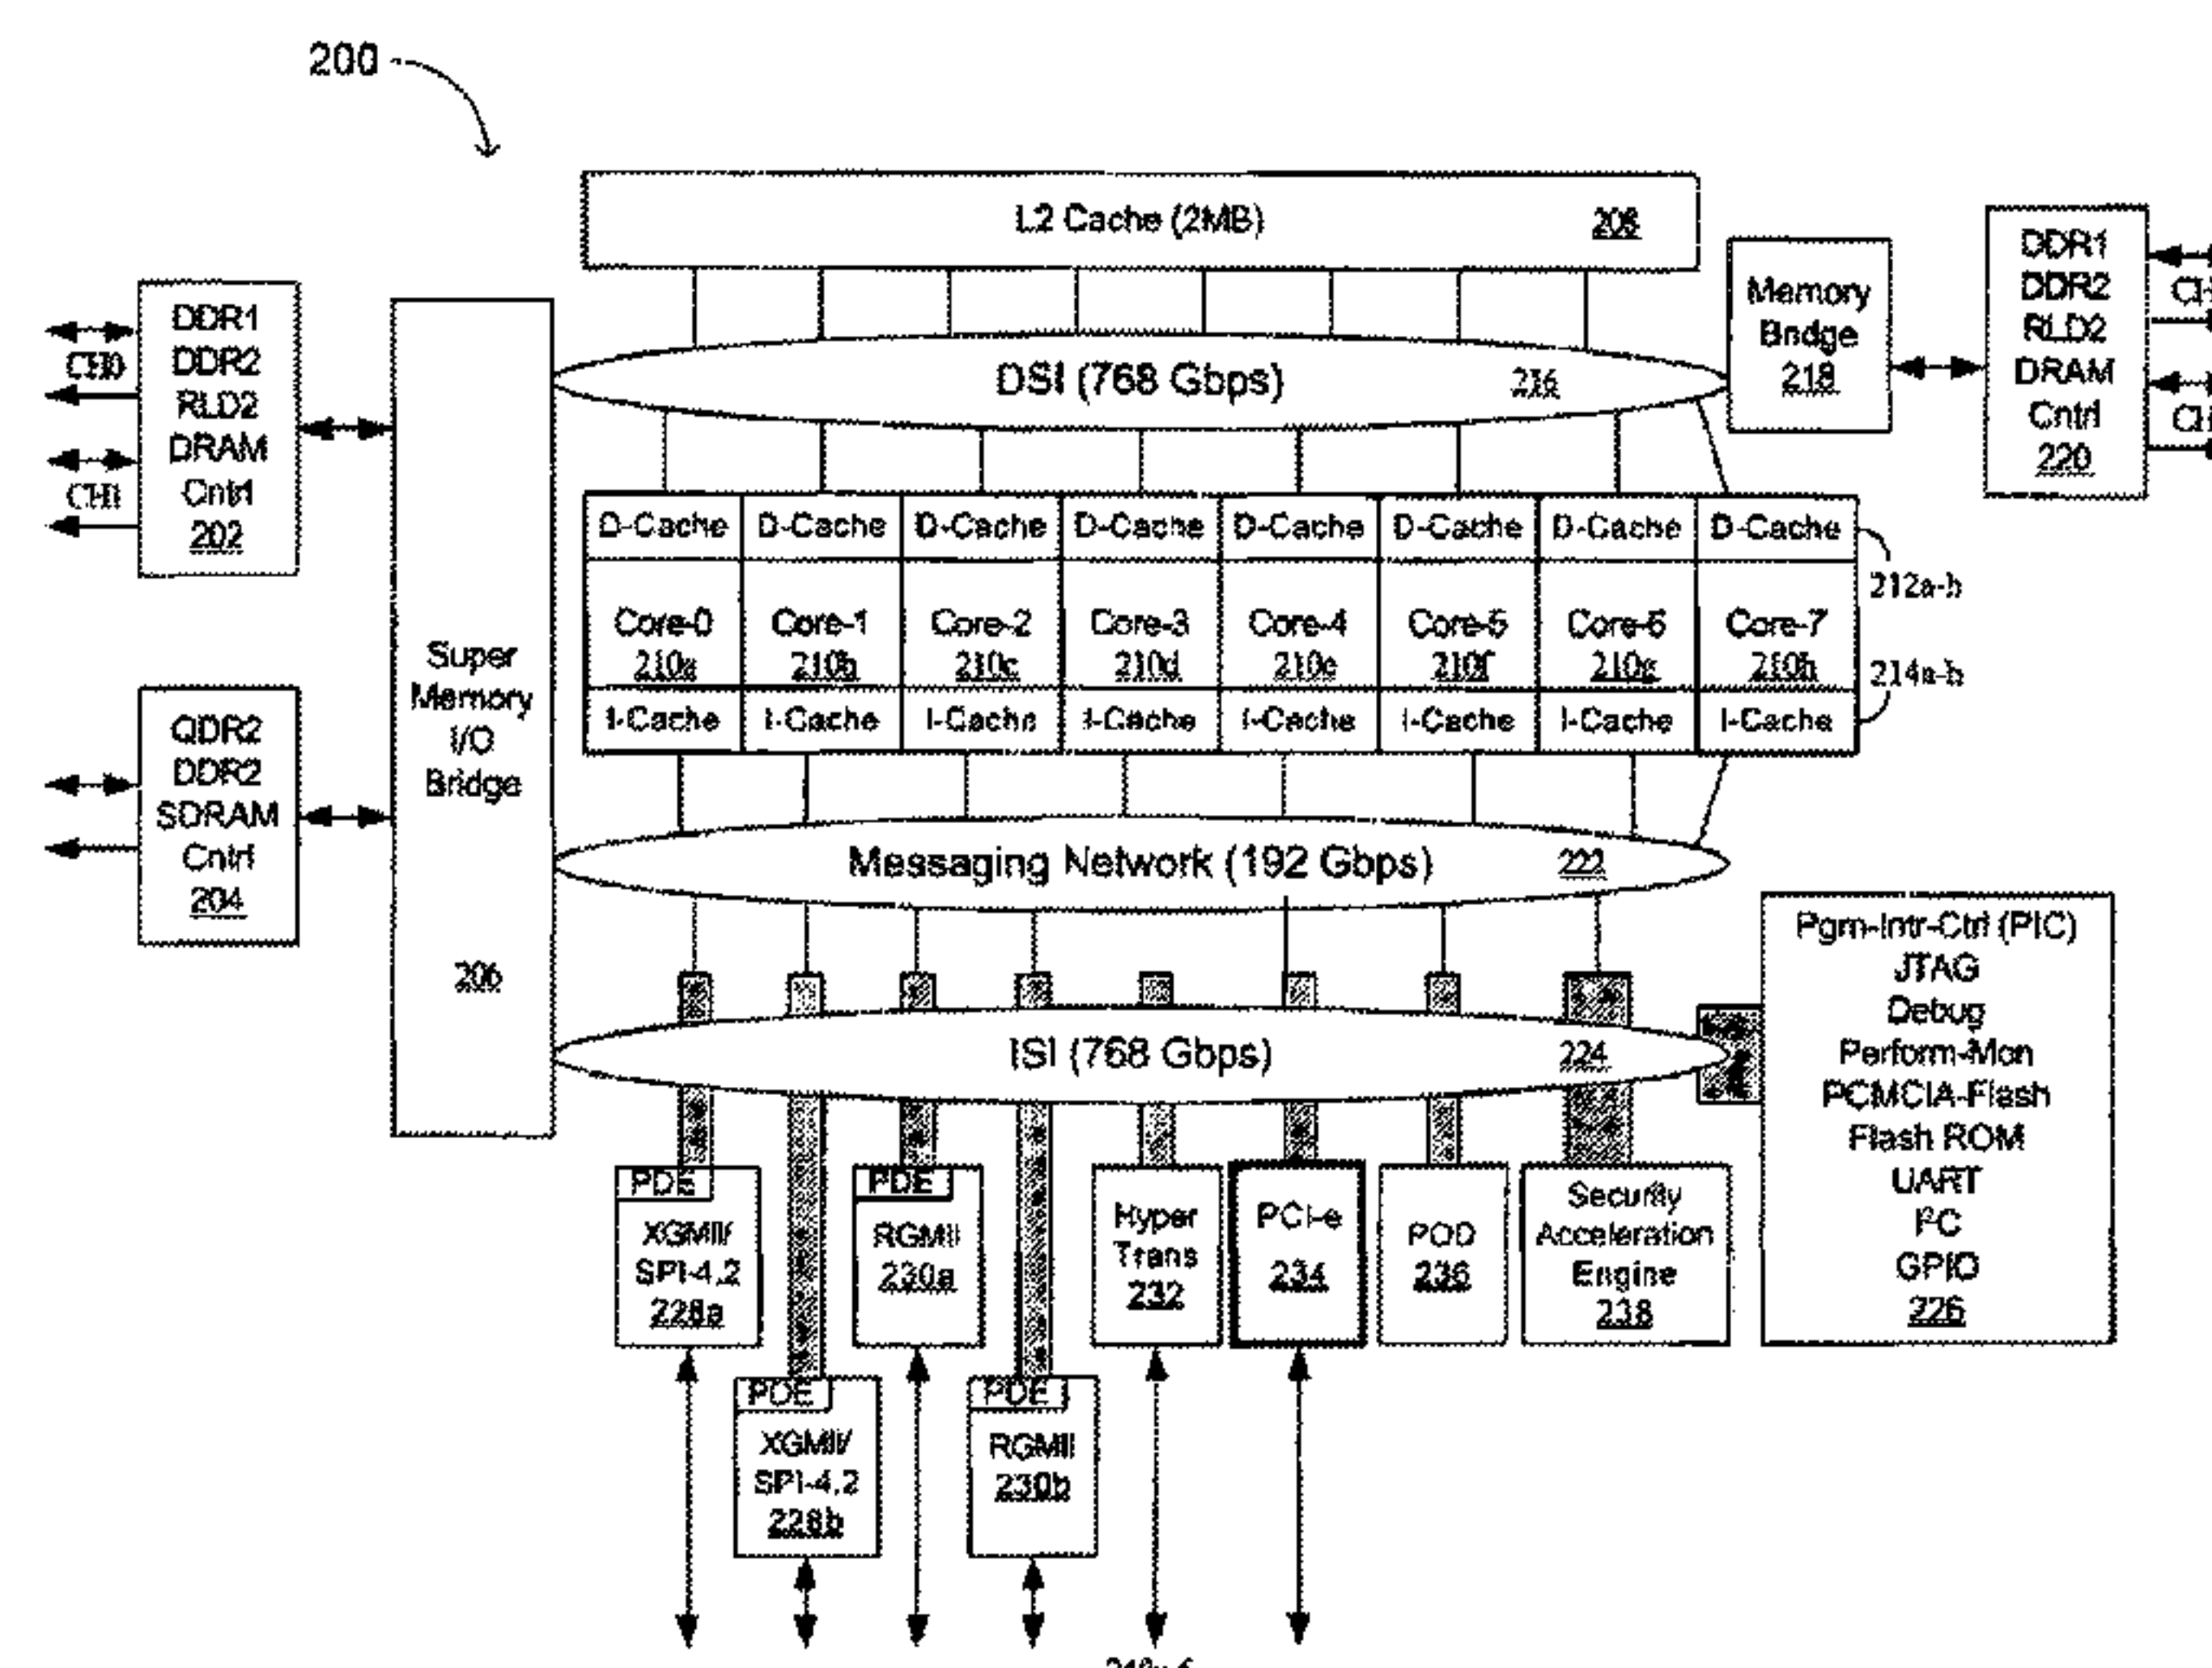 200
L2 Cache (2MB) 208
DDR1
DDR2
RLD2
DRAM
Cntrl
202
CH0
CH1
QDR2
DDR2
SDRAM
Cntrl
204
Super
Memory
I/O
Bridge
206
DSI (768 Gbps) 216
Memory
Bridge
218
DDR1
DDR2
RLD2
DRAM
Cntrl
220
D-Cache D-Cache D-Cache D-Cache D-Cache D-Cache D-Cache D-Cache
212a-h
Core-0 Core-1 Core-2 Core-3 Core-4 Core-5 Core-6 Core-7
210a 210b 210c 210d 210e 210f 210g 210h
214a-h
I-Cache I-Cache I-Cache I-Cache I-Cache I-Cache I-Cache I-Cache
Messaging Network (192 Gbps) 222
ISI (768 Gbps) 224
Pgm-Intr-Ctrl (PIC)
JTAG
Debug
Perform-Mon
PCMCIA-Flash
Flash ROM
UART
I²C
GPIO
226
PDE
XGMII/
SPI-4.2
228a
PDE
RGMII
230a
Hyper
Trans
232
PCI-e
234
POD
236
Security
Acceleration
Engine
238
PDE
XGMII/
SPI-4.2
228b
PDE
RGMII
230b